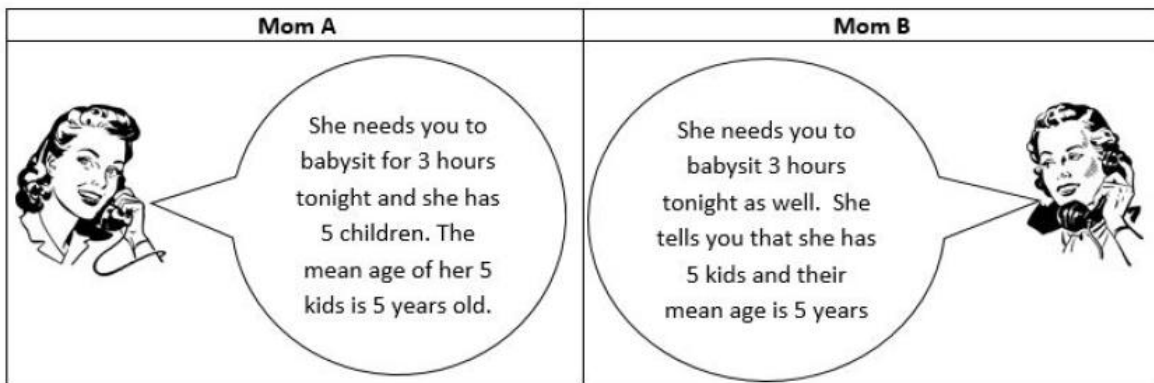 Mom A
Mom B
She needs you to
babysit for 3 hours
tonight and she has
5 children. The
mean age of her 5
kids is 5 years old.
She needs you to
babysit 3 hours
tonight as well.  She
tells you that she has
5 kids and their
mean age is 5 years